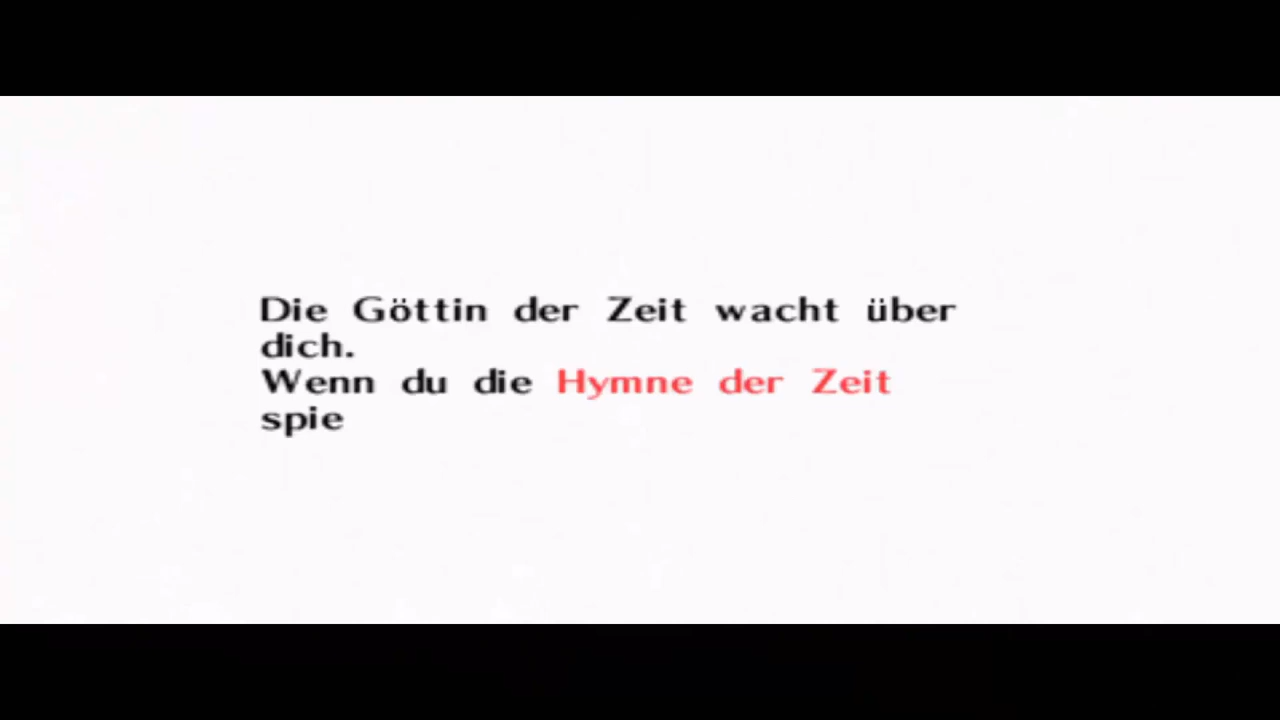 Die Göttin der Zeit wacht über
dich.
Wenn du die Hymne der Zeit
spie